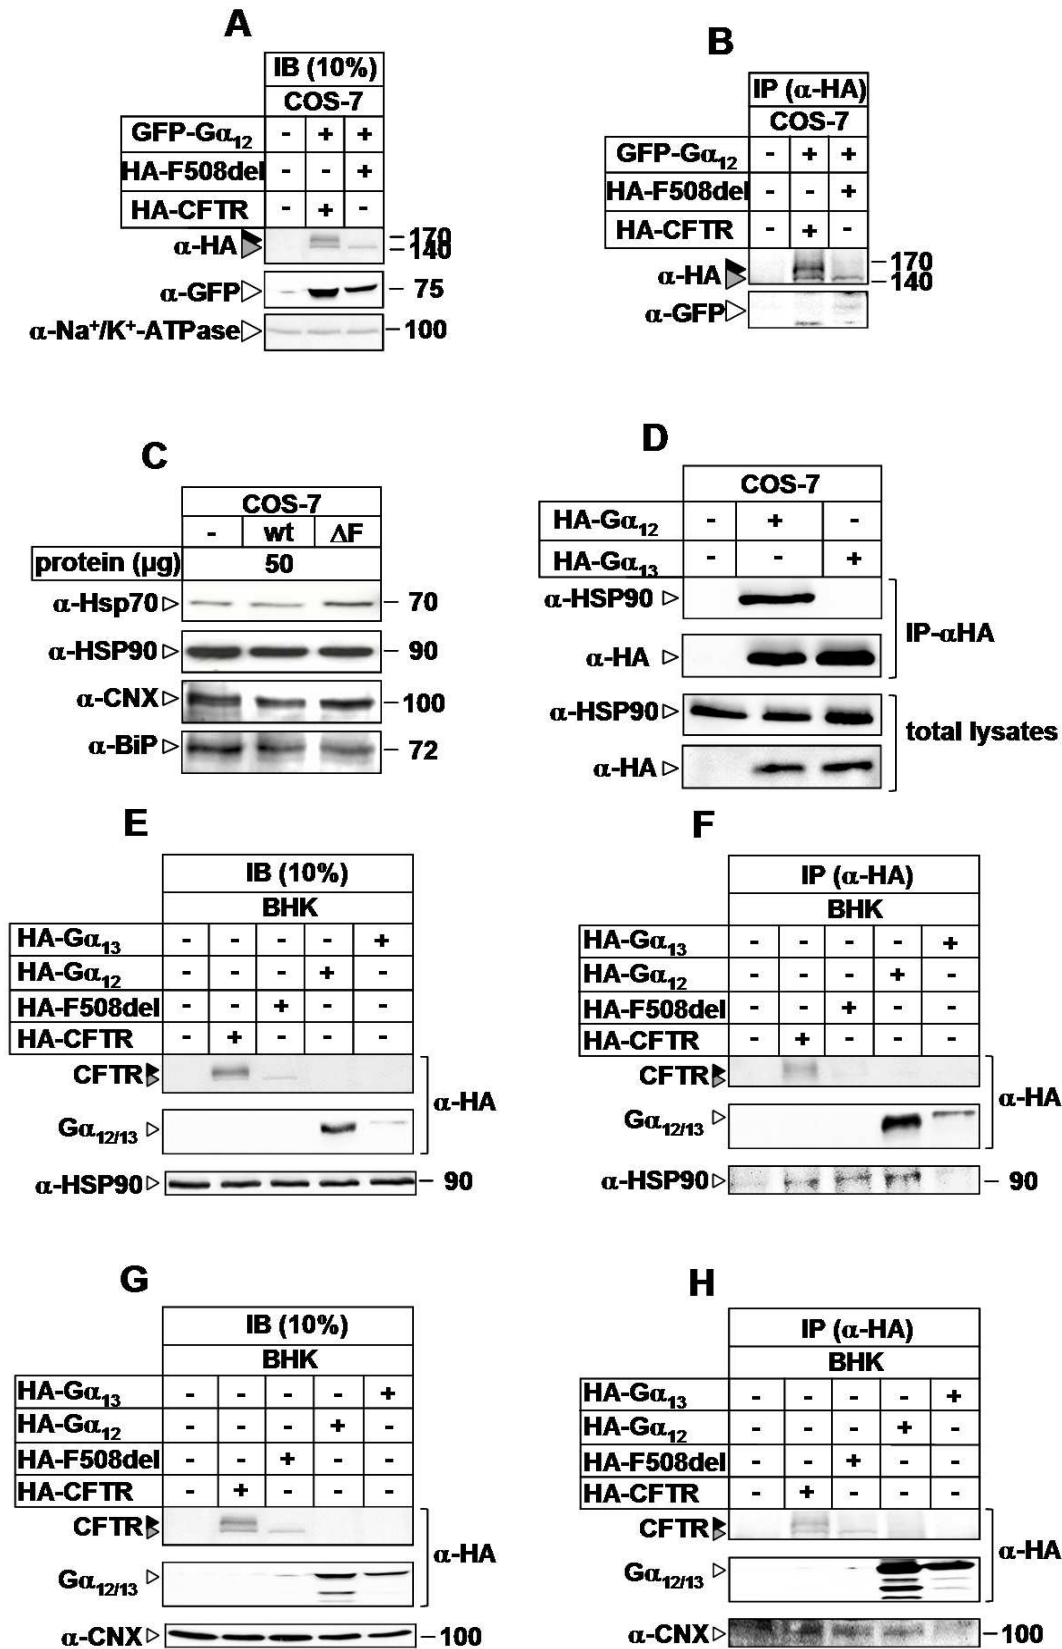 A
IB (10%)
COS-7
GFP-Gα12 - + +
HA-F508del - - +
HA-CFTR - + -
α-HA 170
140
α-GFP 75
α-Na+/K+-ATPase 100
B
IP (α-HA)
COS-7
GFP-Gα12 - + +
HA-F508del - - +
HA-CFTR - + -
α-HA 170
140
α-GFP
C
COS-7
- wt ΔF
protein (µg) 50
α-Hsp70 70
α-HSP90 90
α-CNX 100
α-BiP 72
D
COS-7
HA-Gα12 - + -
HA-Gα13 - - +
α-HSP90
IP-αHA
α-HA
α-HSP90
total lysates
α-HA
E
IB (10%)
BHK
HA-Gα13 - - - - +
HA-Gα12 - - - + -
HA-F508del - - + - -
HA-CFTR - + - - -
CFTR
α-HA
Gα12/13
α-HSP90 90
F
IP (α-HA)
BHK
HA-Gα13 - - - - +
HA-Gα12 - - - + -
HA-F508del - - + - -
HA-CFTR - + - - -
CFTR
α-HA
Gα12/13
α-HSP90 90
G
IB (10%)
BHK
HA-Gα13 - - - - +
HA-Gα12 - - - + -
HA-F508del - - + - -
HA-CFTR - + - - -
CFTR
α-HA
Gα12/13
α-CNX 100
H
IP (α-HA)
BHK
HA-Gα13 - - - - +
HA-Gα12 - - - + -
HA-F508del - - + - -
HA-CFTR - + - - -
CFTR
α-HA
Gα12/13
α-CNX 100